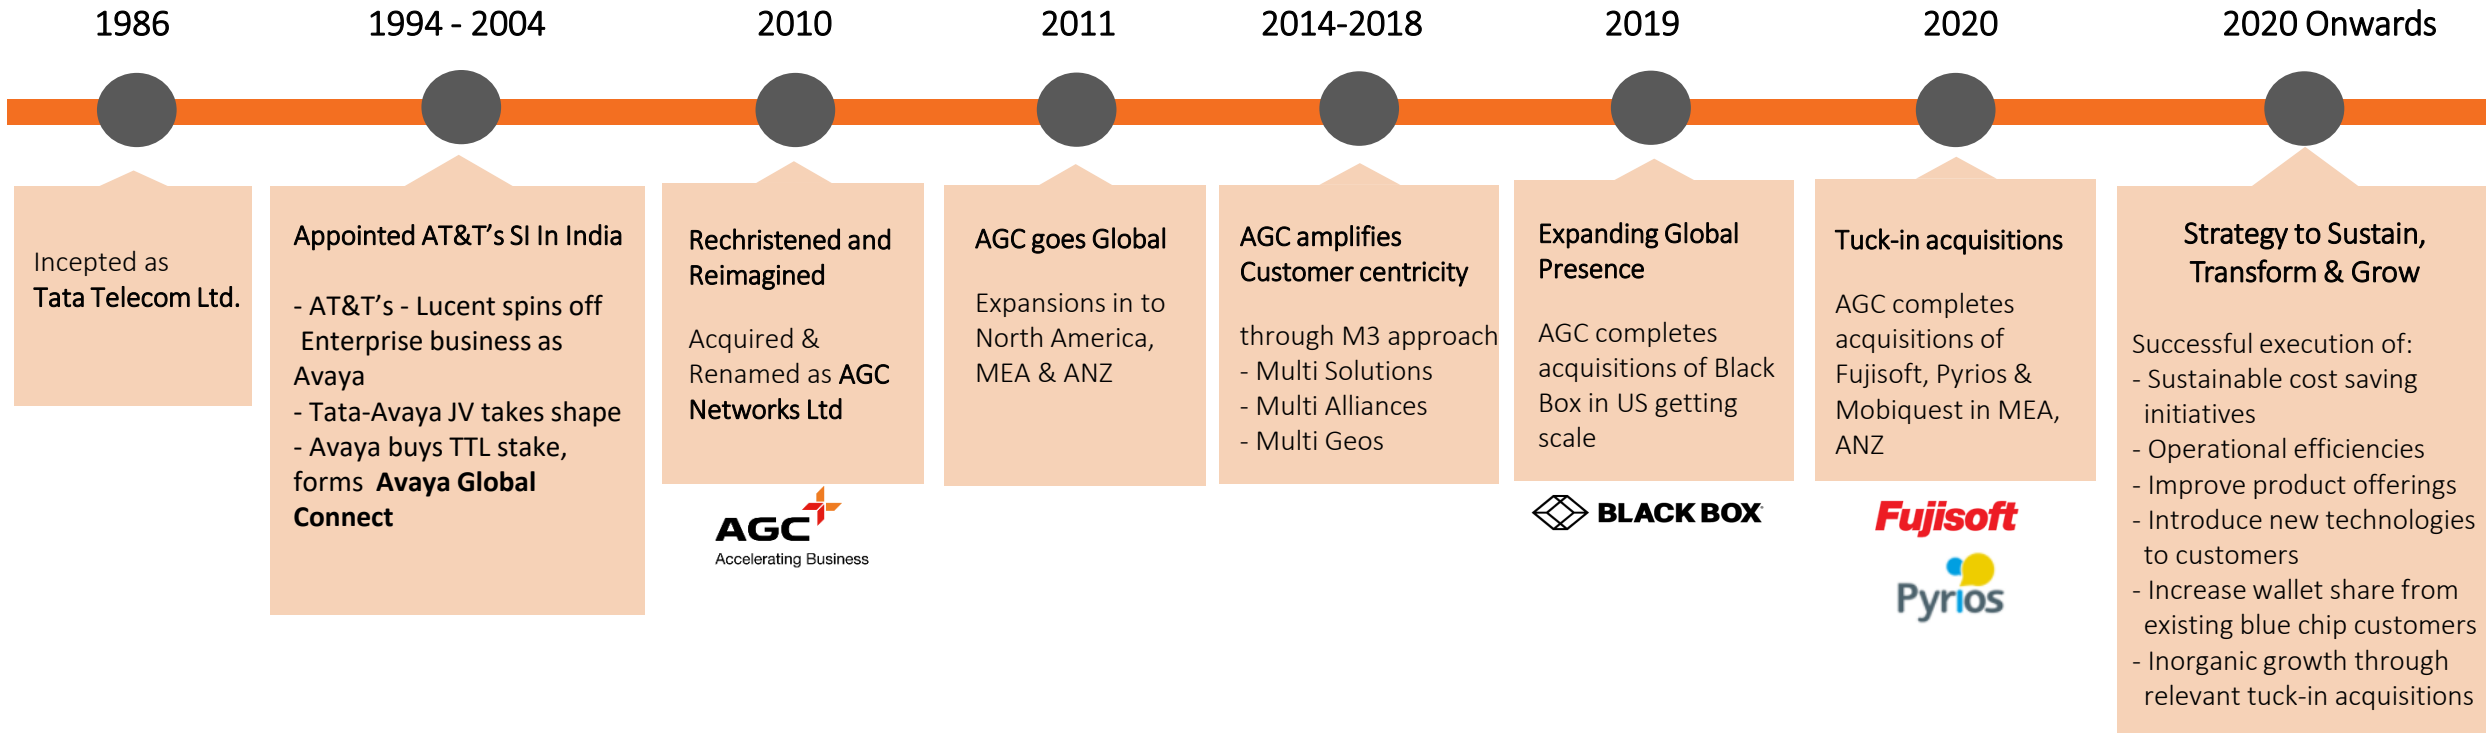 1986
1994 - 2004
2010
2011
2014-2018
2019
2020
2020 Onwards
Incepted as
Tata Telecom Ltd.
Appointed AT&T's SI In India
- AT&T's - Lucent spins off
Enterprise business as
Avaya
- Tata-Avaya JV takes shape
- Avaya buys TTL stake,
forms Avaya Global
Connect
Rechristened and
Reimagined
Acquired &
Renamed as AGC
Networks Ltd
AGC
Accelerating Business
AGC goes Global
Expansions in to
North America,
MEA & ANZ
AGC amplifies
Customer centricity
through M3 approach
- Multi Solutions
- Multi Alliances
- Multi Geos
Expanding Global
Presence
AGC completes
acquisitions of Black
Box in US getting
scale
BLACK BOX
Tuck-in acquisitions
AGC completes
acquisitions of
Fujisoft, Pyrios &
Mobiquest in MEA,
ANZ
Fujisoft
Pyrios
Strategy to Sustain,
Transform & Grow
Successful execution of:
- Sustainable cost saving
initiatives
- Operational efficiencies
- Improve product offerings
- Introduce new technologies
to customers
- Increase wallet share from
existing blue chip customers
- Inorganic growth through
relevant tuck-in acquisitions